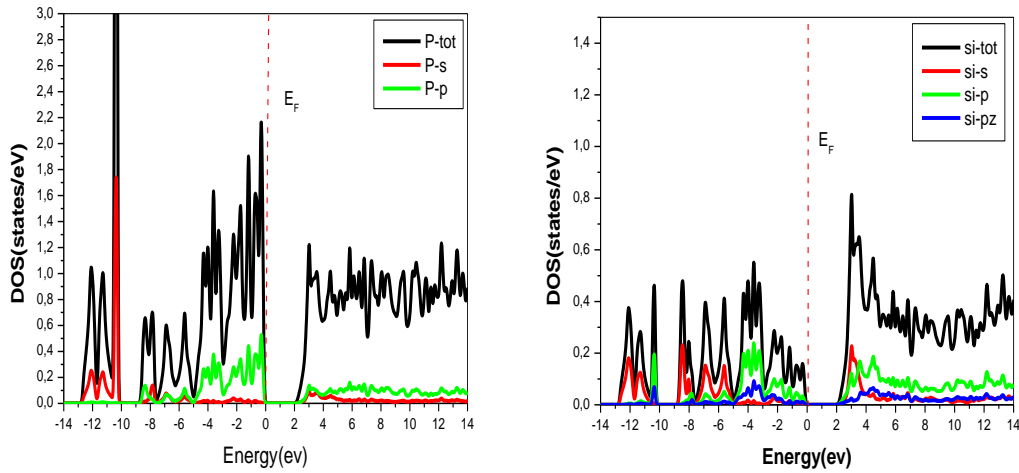 3,0
2,8
2,6
2,4
2,2
2,0
1,8
1,6
1,4
1,2
1,0
0,8
0,6
0,4
0,2
0,0
DOS(states/eV)
-14 -12 -10 -8 -6 -4 -2 0 2 4 6 8 10 12 14
Energy(ev)
P-tot
P-s
P-p
E_F
1,4
1,2
1,0
0,8
0,6
0,4
0,2
0,0
DOS(states/eV)
-14 -12 -10 -8 -6 -4 -2 0 2 4 6 8 10 12 14
Energy(ev)
si-tot
si-s
si-p
si-pz
E_F